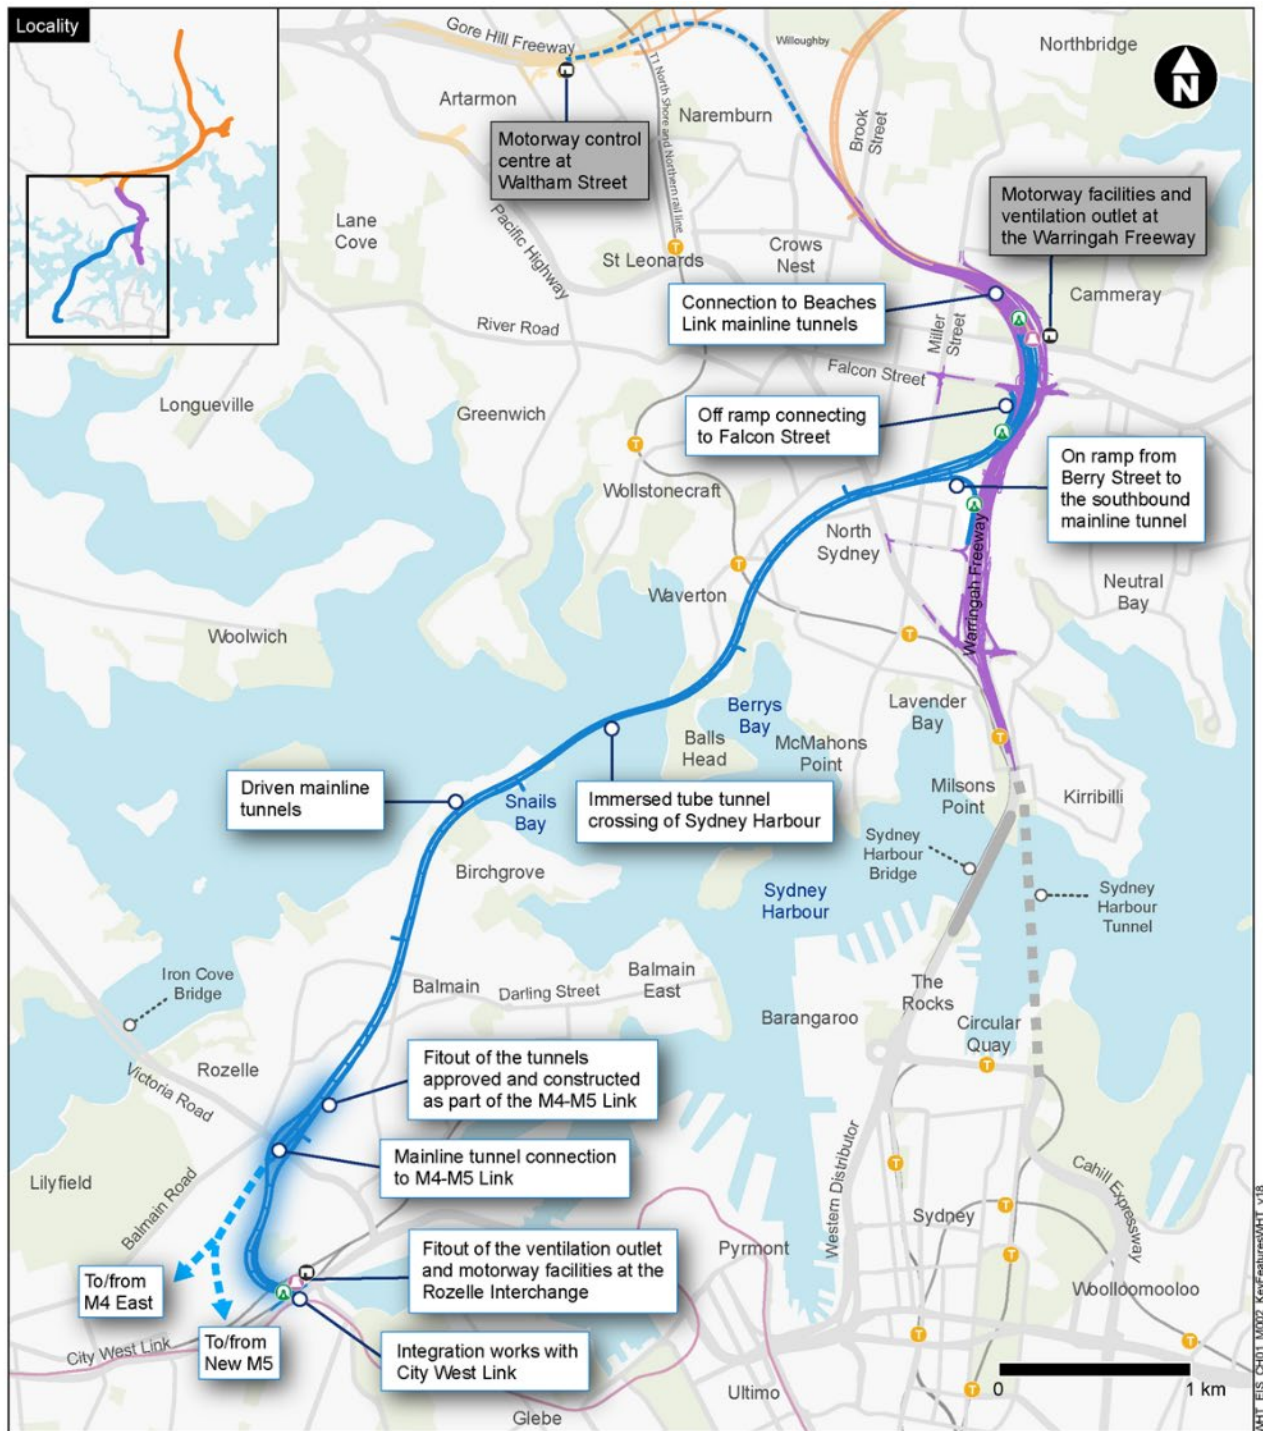 Locality
N
Gore Hill Freeway
Willoughby
Northbridge
Artarmon
T1 North Shore and Northern rail line
Naremburn
Brook
Street
Motorway control
centre at
Waltham Street
Motorway facilities and
ventilation outlet at
the Warringah Freeway
Lane
Cove
Pacific Highway
T
St Leonards
Crows
Nest
Connection to Beaches
Link mainline tunnels
Cammeray
River Road
Miller
Street
Falcon Street
Longueville
Greenwich
Off ramp connecting
to Falcon Street
T
On ramp from
Berry Street to
the southbound
mainline tunnel
Wollstonecraft
North
Sydney
Warringah Freeway
T
Waverton
Neutral
Bay
Woolwich
T
Berrys
Bay
Lavender
Bay
Balls
Head
McMahons
Point
T
Driven mainline
tunnels
Snails
Bay
Immersed tube tunnel
crossing of Sydney Harbour
Milsons
Point
Kirribilli
Sydney
Harbour
Bridge
Birchgrove
Sydney
Harbour
Sydney
Harbour
Tunnel
Iron Cove
Bridge
Balmain
Darling Street
Balmain
East
The
Rocks
Barangaroo
Circular
Quay
T
Rozelle
Victoria Road
Fitout of the tunnels
approved and constructed
as part of the M4-M5 Link
Mainline tunnel connection
to M4-M5 Link
Lilyfield
Balmain Road
Western Distributor
T
Cahill Expressway
T
Sydney
Pyrmont
T
Fitout of the ventilation outlet
and motorway facilities at the
Rozelle Interchange
Woolloomooloo
To/from
M4 East
To/from
New M5
City West Link
Integration works with
City West Link
T
T
T
Ultimo
Glebe
0
1 km
WHT_EIS_CH01_M002_KeyFeaturesWHT_v18